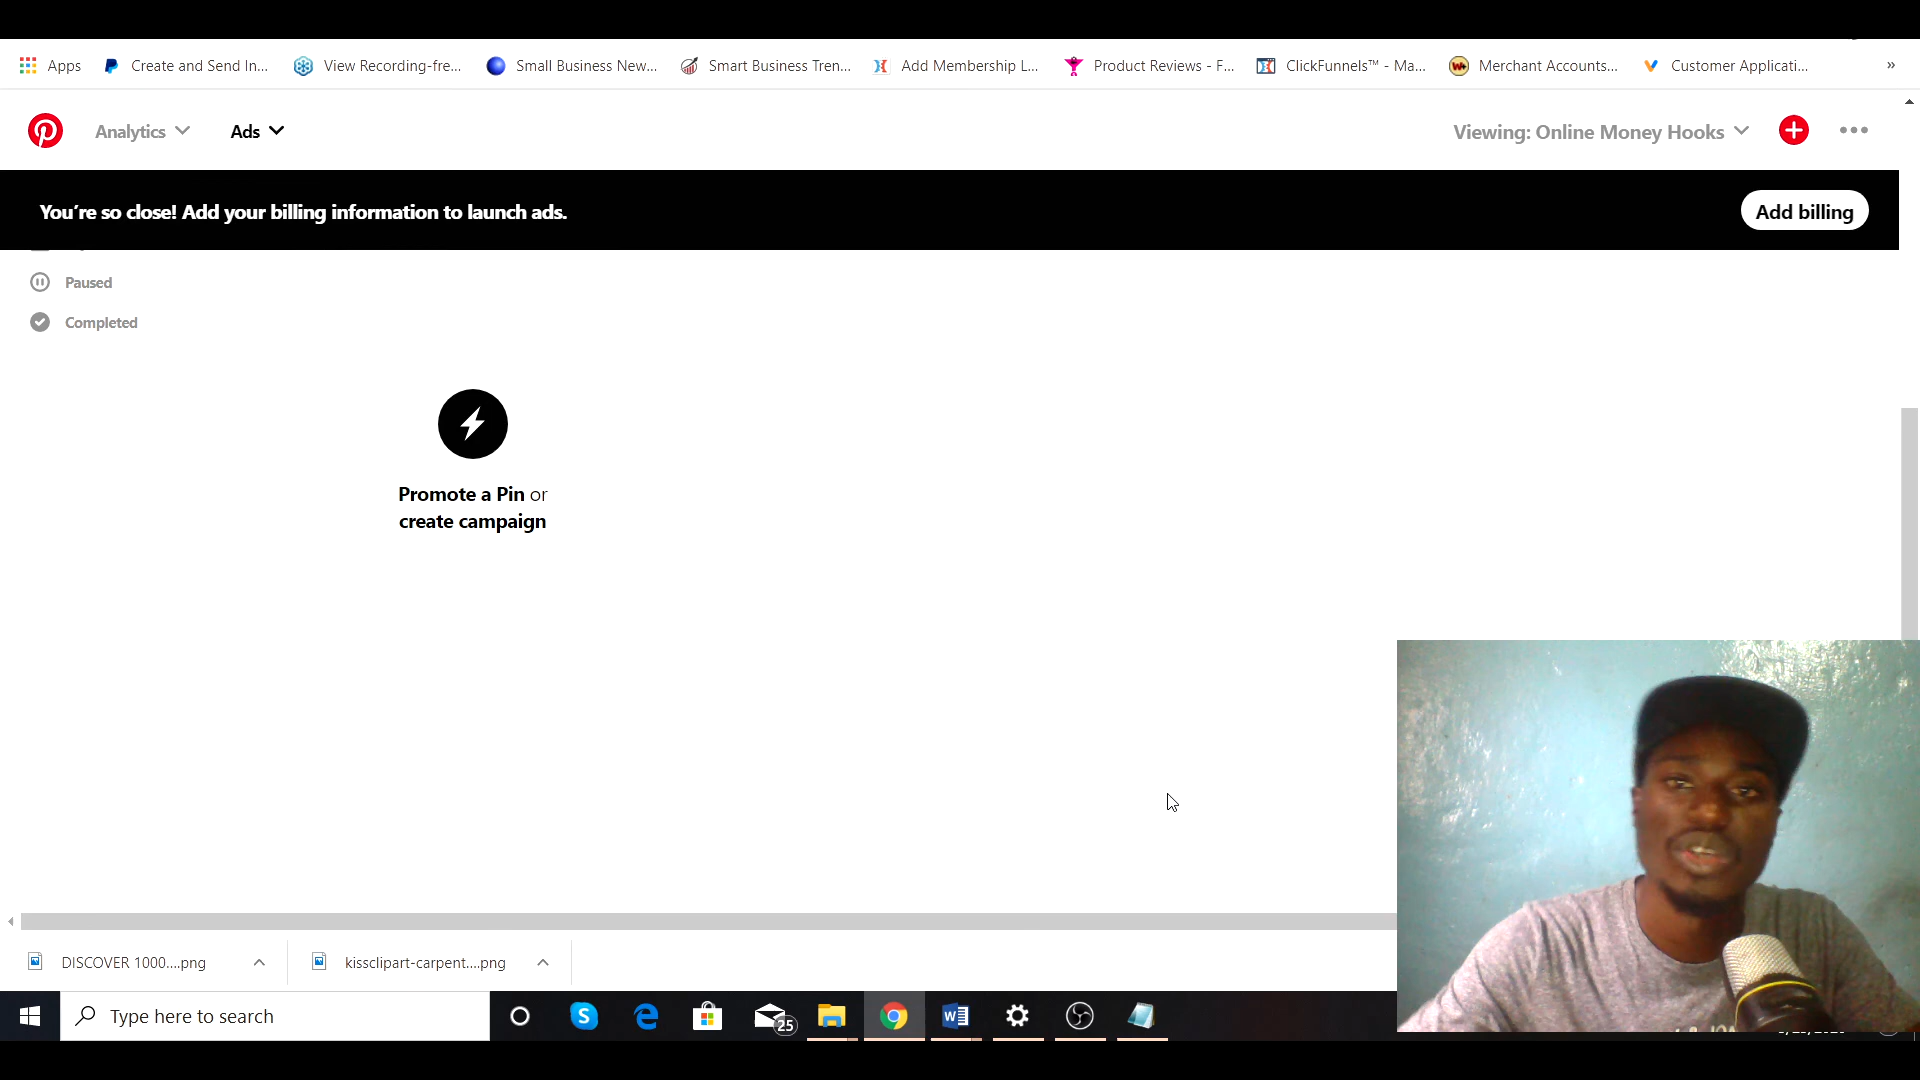 Apps
Create and Send In...
View Recording-fre...
Small Business New...
Smart Business Tren...
Add Membership L...
Product Reviews - F...
ClickFunnels™ - Ma...
Merchant Accounts...
Customer Applicati...
»
Analytics
Ads
Viewing: Online Money Hooks
You're so close! Add your billing information to launch ads.
Add billing
Paused
Completed
Promote a Pin or
create campaign
DISCOVER 1000....png
kissclipart-carpent....png
Type here to search
25